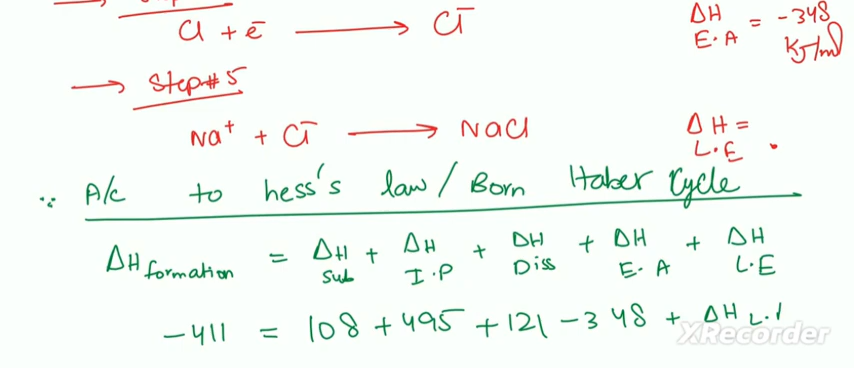 Cl + e⁻ ⟶ Cl⁻ ΔH E.A = -348 KJ/mol
→ Step# 5
Na⁺ + Cl⁻ ⟶ NaCl ΔH L.E =
∵ A/c to hess's law / Born Haber Cycle
ΔH formation = ΔH Sub + ΔH I.P + ΔH Diss + ΔH E.A + ΔH L.E
-411 = 108 + 495 + 121 - 348 + ΔH L.
XRecorder